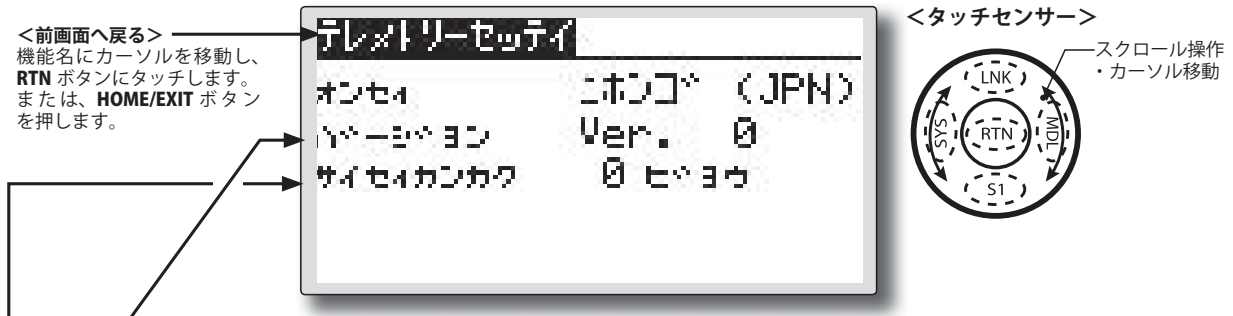 ＜前画面へ戻る＞
機能名にカーソルを移動し、
RTN ボタンにタッチします。
または、HOME/EXIT ボタン
を押します。
テレメトリーセッテイ
オンセイ ニホンゴ (JPN)
バージョン Ver. 0
サイセイカンカク 0 ビョウ
＜タッチセンサー＞
スクロール操作
・カーソル移動
LNK
SYS
RTN
MDL
S1